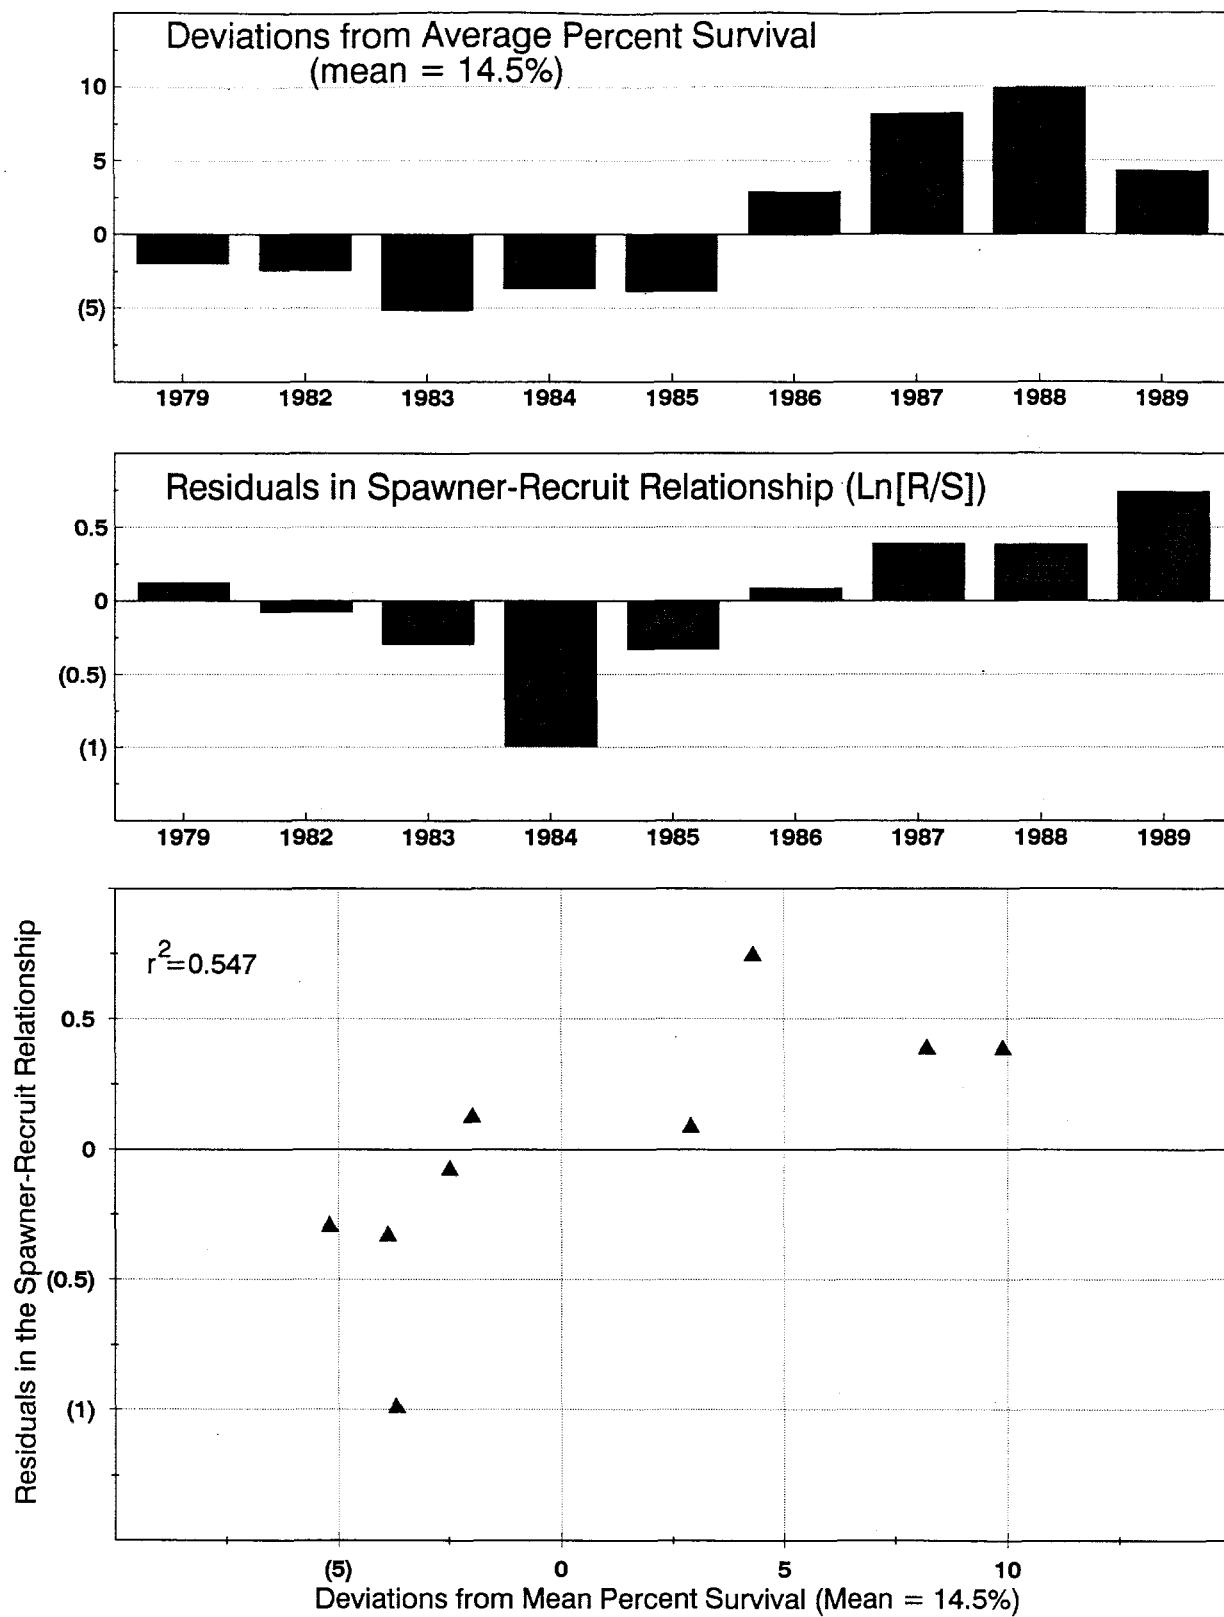 Deviations from Average Percent Survival
(mean = 14.5%)
10
5
0
(5)
1979 1982 1983 1984 1985 1986 1987 1988 1989
Residuals in Spawner-Recruit Relationship (Ln[R/S])
0.5
0
(0.5)
(1)
1979 1982 1983 1984 1985 1986 1987 1988 1989
Residuals in the Spawner-Recruit Relationship
r2=0.547
0.5
0
(0.5)
(1)
(5) 0 5 10
Deviations from Mean Percent Survival (Mean = 14.5%)